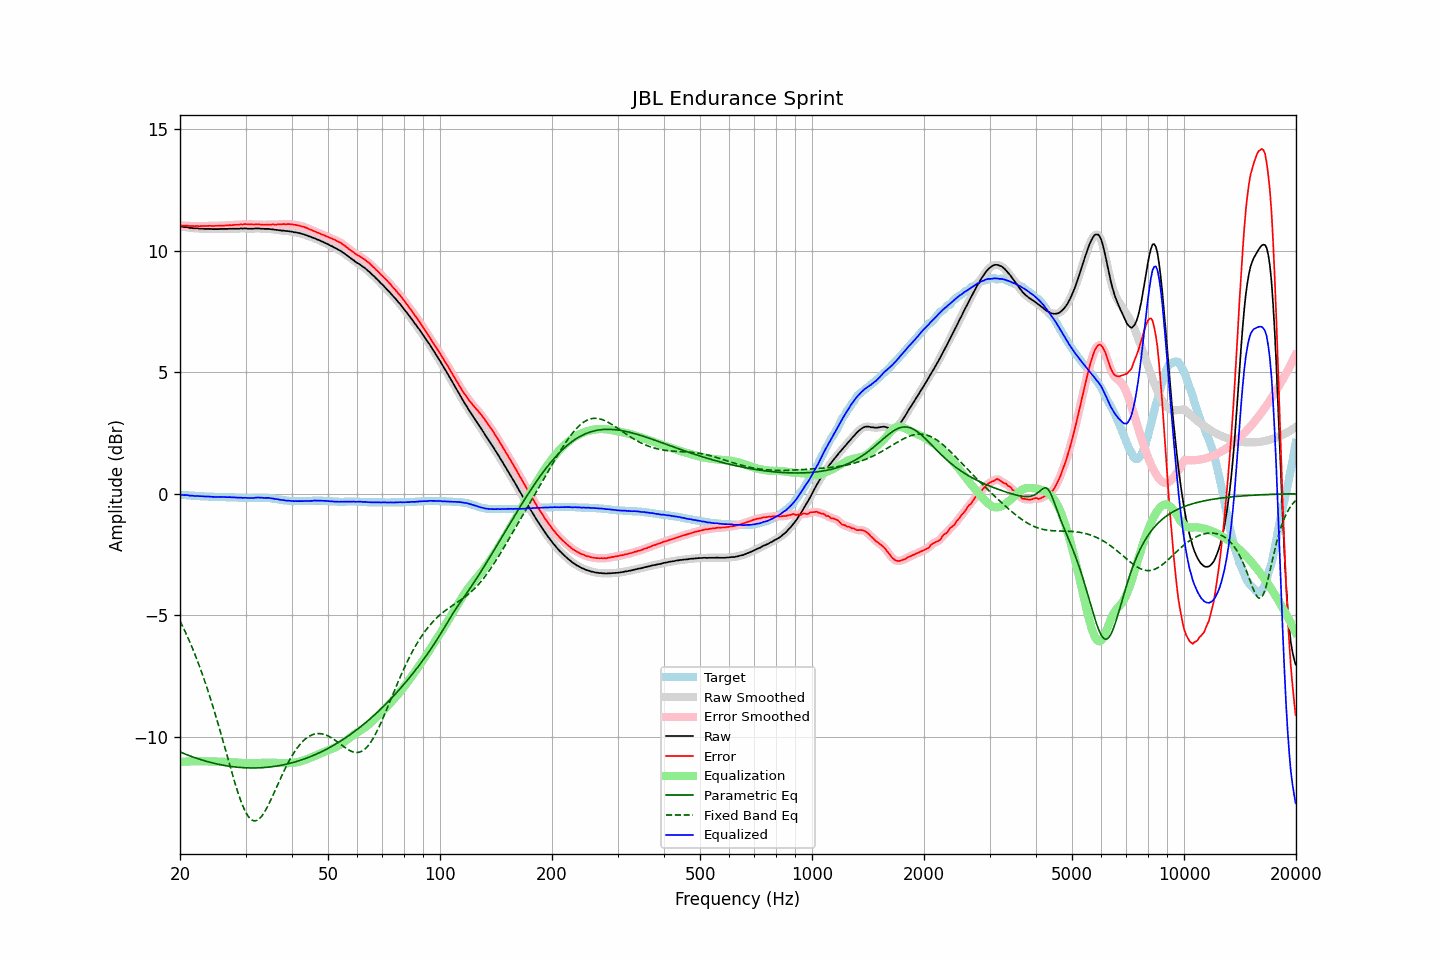 JBL Endurance Sprint
15
10
5
0
−5
−10
Amplitude (dBr)
Target
Raw Smoothed
Error Smoothed
Raw
Error
Equalization
Parametric Eq
Fixed Band Eq
Equalized
20 50 100 200 500 1000 2000 5000 10000 20000
Frequency (Hz)